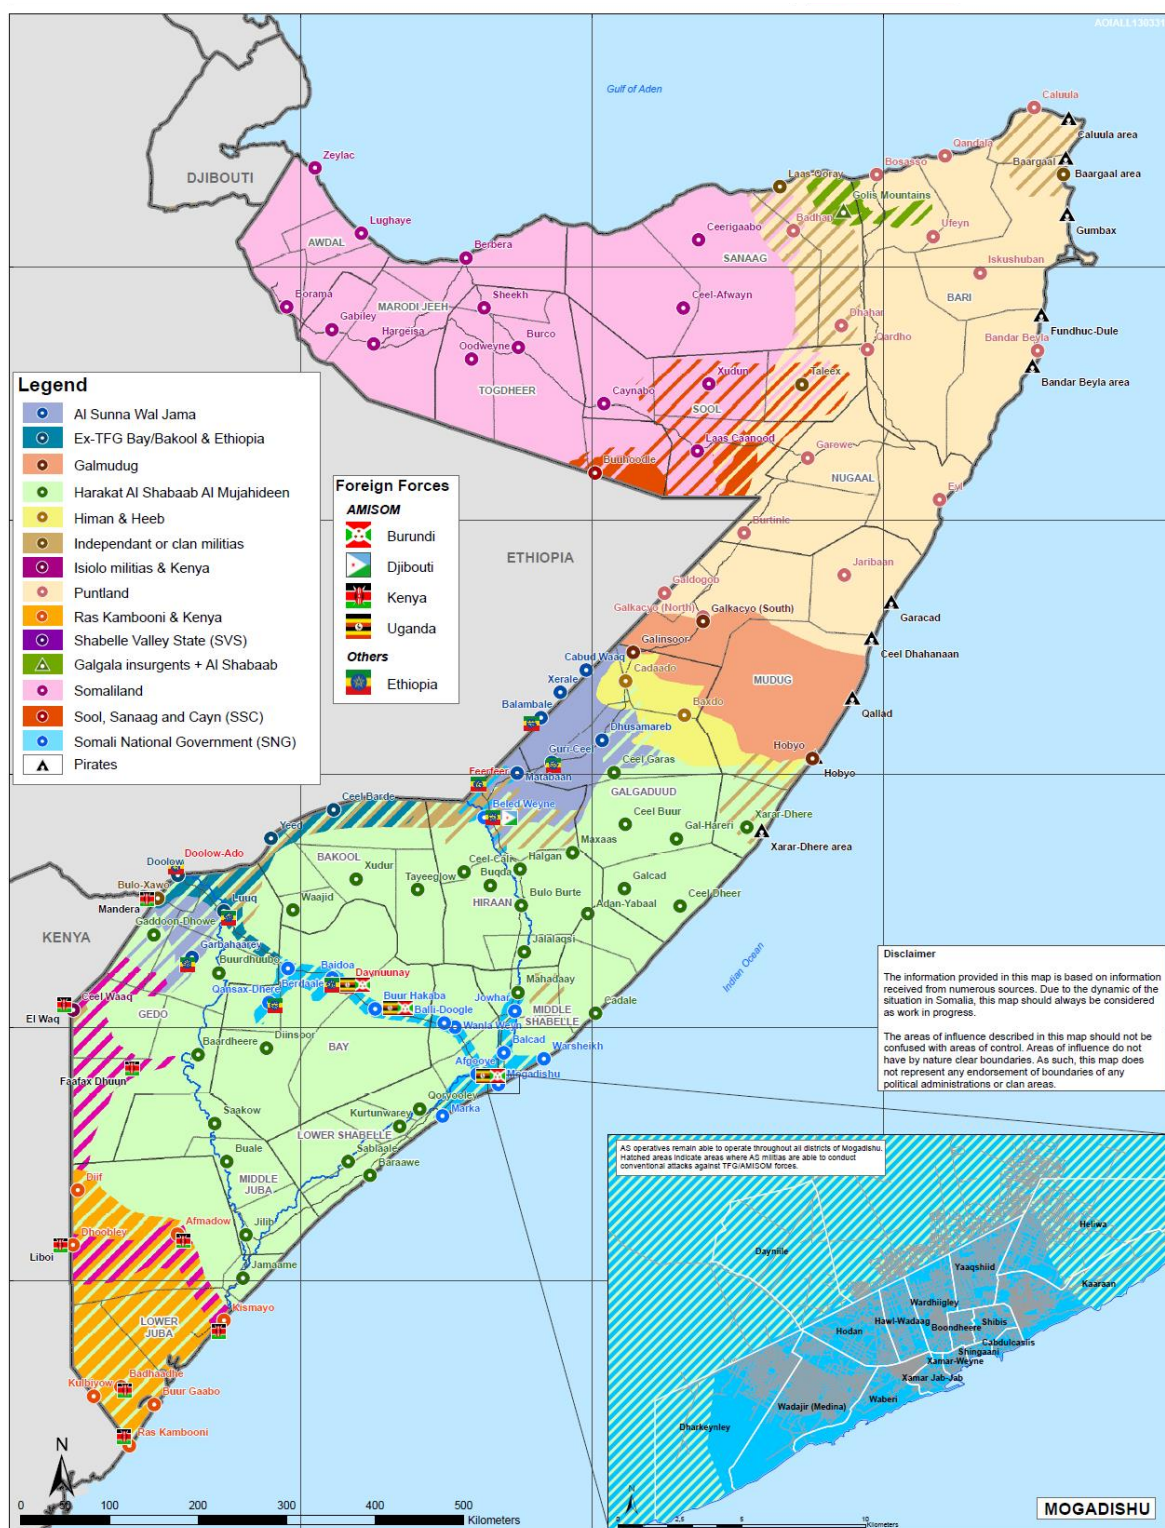 AOIALL130331
Gulf of Aden
Caluula
Caluula area
Zeylac
Qandala
Bosasso
Baargaal
Baargaal area
DJIBOUTI
Laas Qoray
Golis Mountains
Lughaye
Badhan
Ufeyn
Gumbax
AWDAL
Berbera
Ceerigaabo
SANAAG
Iskushuban
BARI
Borama
MARODI JEEH
Sheekh
Ceel-Afwayn
Gabiley
Hargeisa
Burco
Dhahar
Fundhuc-Dule
Oodweyne
Qardho
Bandar Beyla
Bandar Beyla area
TOGDHEER
Xudun
Taleex
Caynabo
SOOL
Laas Caanood
Garowe
Buuhoodle
NUGAAL
Eyl
Burtinle
ETHIOPIA
Jaribaan
Galdogob
Galkacyo (North)
Galkacyo (South)
Garacad
Galinsoor
Ceel Dhahanaan
Cabud Waaq
Cadaado
MUDUG
Xerale
Qallad
Balambale
Baxdo
Dhusamareb
Guri-Ceel
Hobyo
Hobyo
Feerfeer
Matabaan
Ceel Garas
GALGADUUD
Ceel Barde
Beled Weyne
Ceel Buur
Xarar-Dhere
Gal-Hareri
Xarar-Dhere area
Yeed
Doolow-Ado
Doolow
BAKOOL
Xudur
Ceel-Cali
Halgan
Maxaas
Bulo-Xawo
Tayeeglow
Buqda
Galcad
Mandera
Luuq
Waajid
HIRAAN
Bulo Burte
Adan-Yabaal
Ceel Dheer
KENYA
Gaddoon-Dhowe
Garbahaarey
Jalalaqsi
Indian Ocean
Buurdhuubo
Baidoa
Daynuunay
Mahadaay
Qansax-Dhere
Berdaale
Ceel Waaq
Buur Hakaba
Jowhar
Cadale
El Waq
GEDO
Balli-Doogle
MIDDLE
SHABELLE
Wanla Weyn
Diinsoor
Baardheere
BAY
Balcad
Warsheikh
Faafax Dhuun
Afgooye
Mogadishu
Qoryooley
Saakow
Kurtunwarey
Marka
LOWER SHABELLE
Buale
Sablaale
Baraawe
MIDDLE
JUBA
Diif
Afmadow
Jilib
Dhoobley
Liboi
Jamaame
Kismayo
LOWER
JUBA
Badhaadhe
Kulbiyow
Buur Gaabo
Ras Kambooni
N
0 50 100 200 300 400 500
Kilometers
Legend
Al Sunna Wal Jama
Ex-TFG Bay/Bakool & Ethiopia
Galmudug
Harakat Al Shabaab Al Mujahideen
Himan & Heeb
Independant or clan militias
Isiolo militias & Kenya
Puntland
Ras Kambooni & Kenya
Shabelle Valley State (SVS)
Galgala insurgents + Al Shabaab
Somaliland
Sool, Sanaag and Cayn (SSC)
Somali National Government (SNG)
Pirates
Foreign Forces
AMISOM
Burundi
Djibouti
Kenya
Uganda
Others
Ethiopia
Disclaimer
The information provided in this map is based on information
received from numerous sources. Due to the dynamic of the
situation in Somalia, this map should always be considered
as work in progress.
The areas of influence described in this map should not be
confused with areas of control. Areas of influence do not
have by nature clear boundaries. As such, this map does
not represent any endorsement of boundaries of any
political administrations or clan areas.
AS operatives remain able to operate throughout all districts of Mogadishu.
Hatched areas indicate areas where AS militias are able to conduct
conventional attacks against TFG/AMISOM forces.
Dayniile
Heliwa
Yaaqshiid
Kaaraan
Wardhiigley
Hawl-Wadaag
Shibis
Hodan
Boondheere
Cabdulcasiis
Shingaani
Xamar-Weyne
Xamar Jab-Jab
Waberi
Wadajir (Medina)
Dharkeynley
N
0 2,5 5 10
Kilometers
MOGADISHU